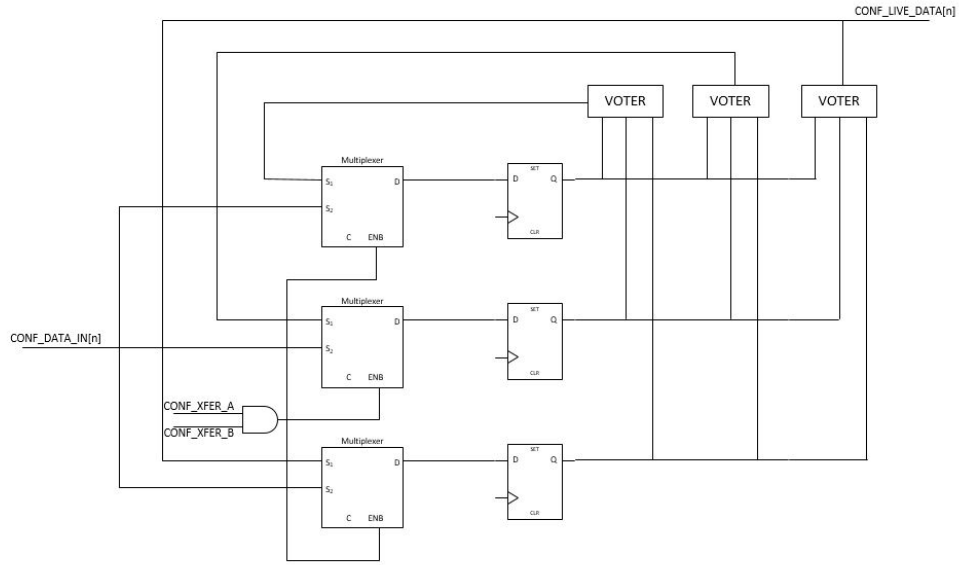 CONF_LIVE_DATA[n]
VOTER VOTER VOTER
Multiplexer
S₁ D
S₂
C ENB
SET
D Q
CLR
Multiplexer
S₁ D
S₂
C ENB
SET
D Q
CLR
CONF_DATA_IN[n]
CONF_XFER_A
CONF_XFER_B
Multiplexer
S₁ D
S₂
C ENB
SET
D Q
CLR